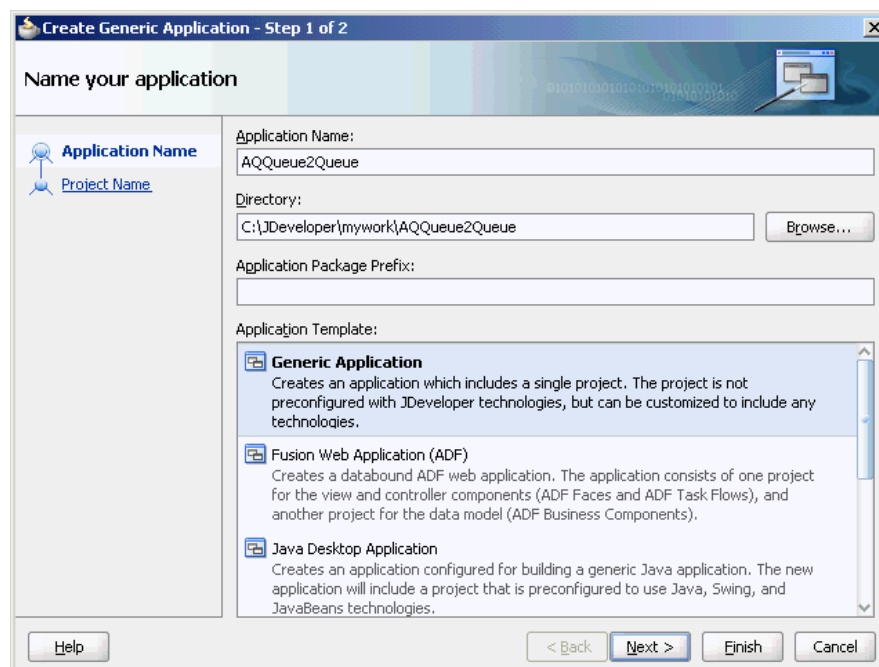 Create Generic Application - Step 1 of 2
Name your application
Application Name
Project Name
Application Name:
AQQueue2Queue
Directory:
C:\JDeveloper\mywork\AQQueue2Queue
Browse...
Application Package Prefix:
Application Template:
Generic Application
Creates an application which includes a single project. The project is not
preconfigured with JDeveloper technologies, but can be customized to include any
technologies.
Fusion Web Application (ADF)
Creates a databound ADF web application. The application consists of one project
for the view and controller components (ADF Faces and ADF Task Flows), and
another project for the data model (ADF Business Components).
Java Desktop Application
Creates an application configured for building a generic Java application. The new
application will include a project that is preconfigured to use Java, Swing, and
JavaBeans technologies.
Help
< Back
Next >
Finish
Cancel